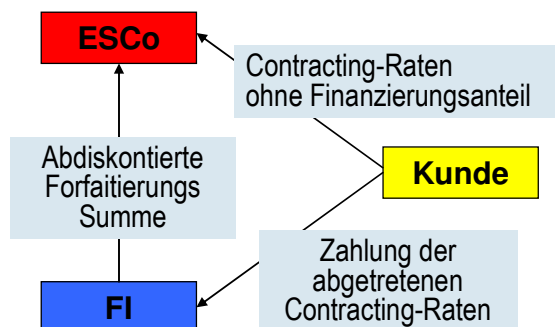 ESCo
Contracting-Raten
ohne Finanzierungsanteil
Abdiskontierte
Forfaitierungs
Summe
Kunde
Zahlung der
abgetretenen
Contracting-Raten
FI